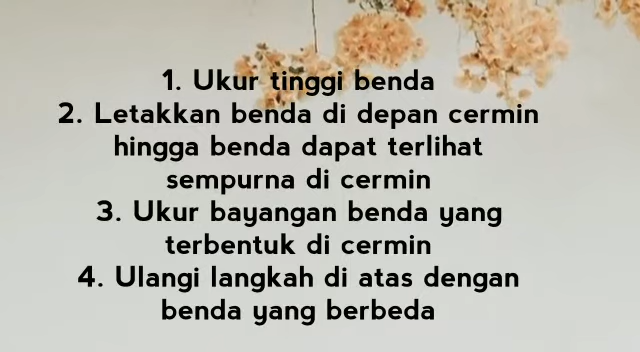 1. Ukur tinggi benda
2. Letakkan benda di depan cermin
hingga benda dapat terlihat
sempurna di cermin
3. Ukur bayangan benda yang
terbentuk di cermin
4. Ulangi langkah di atas dengan
benda yang berbeda